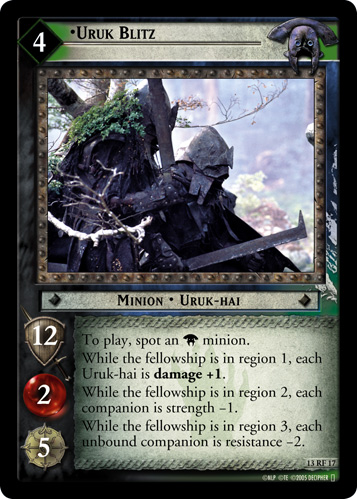 4
•Uruk Blitz
Minion • Uruk-hai
12
2
5
To play, spot an minion.
While the fellowship is in region 1, each
Uruk-hai is damage +1.
While the fellowship is in region 2, each
companion is strength –1.
While the fellowship is in region 3, each
unbound companion is resistance –2.
13 RF 17
©NLP ©TE ©2005 DECIPHER